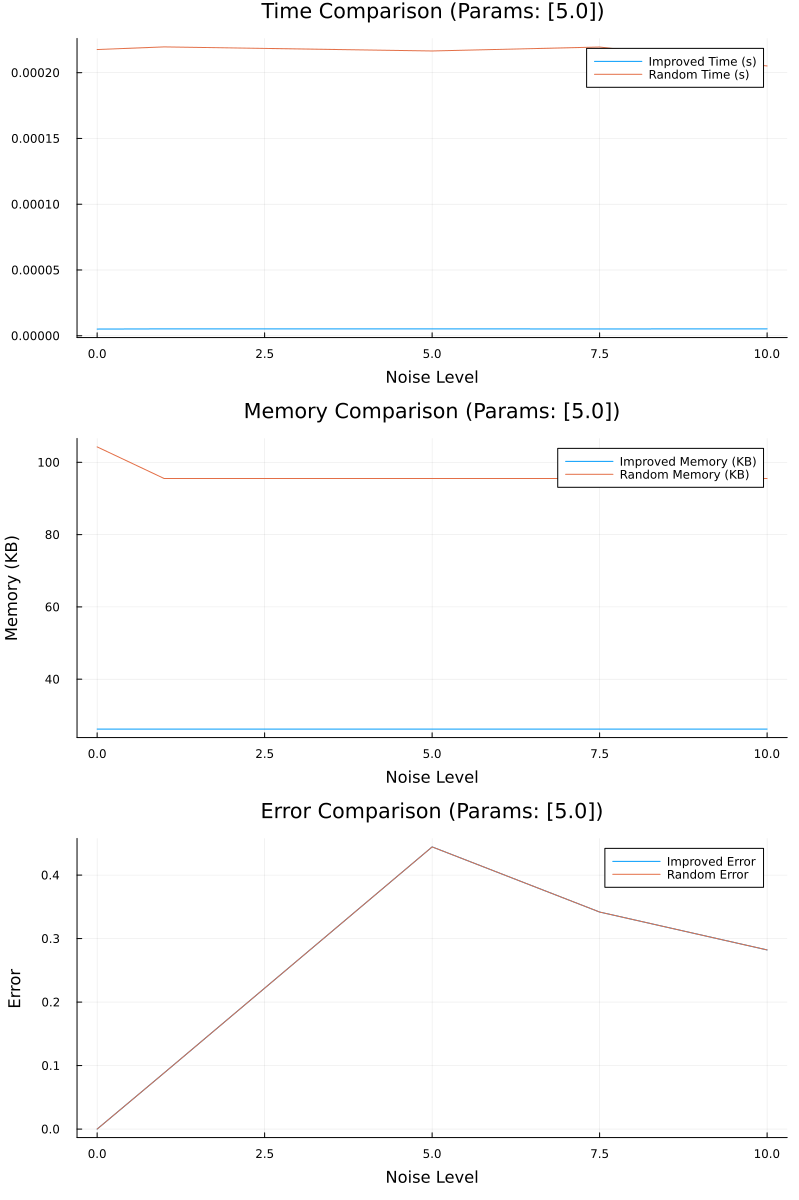 Time Comparison (Params: [5.0])
Improved Time (s)
Random Time (s)
0.00020
0.00015
0.00010
0.00005
0.00000
0.0 2.5 5.0 7.5 10.0
Noise Level
Memory Comparison (Params: [5.0])
Improved Memory (KB)
Random Memory (KB)
Memory (KB)
100
80
60
40
0.0 2.5 5.0 7.5 10.0
Noise Level
Error Comparison (Params: [5.0])
Improved Error
Random Error
Error
0.4
0.3
0.2
0.1
0.0
0.0 2.5 5.0 7.5 10.0
Noise Level